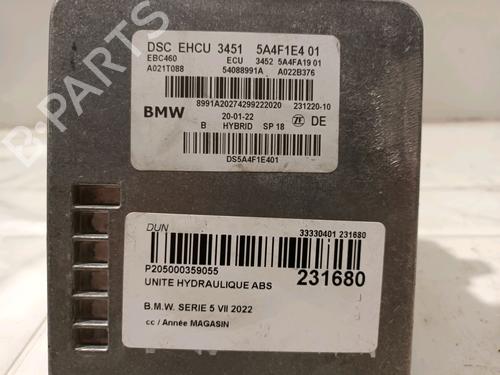 DSC EHCU 3451 5A4F1E4 01
EBC460 ECU 3452 5A4FA19 01
A021T088 54088991A A022B376
BMW 8991A20274299222020 231220-10
20-01-22
B HYBRID SP 18 ZF DE
DS5A4F1E401
DUN 33330401 231680
P205000359055
UNITE HYDRAULIQUE ABS 231680
B.M.W. SERIE 5 VII 2022
cc / Année MAGASIN
B-PARTS